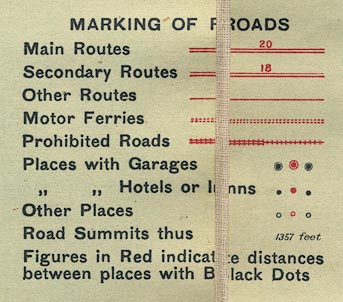 MARKING OF ROADS
Main Routes 20
Secondary Routes 18
Other Routes
Motor Ferries
Prohibited Roads
Places with Garages
„ „ Hotels or Inns
Other Places
Road Summits thus 1357 feet
Figures in Red indicate distances
between places with Black Dots